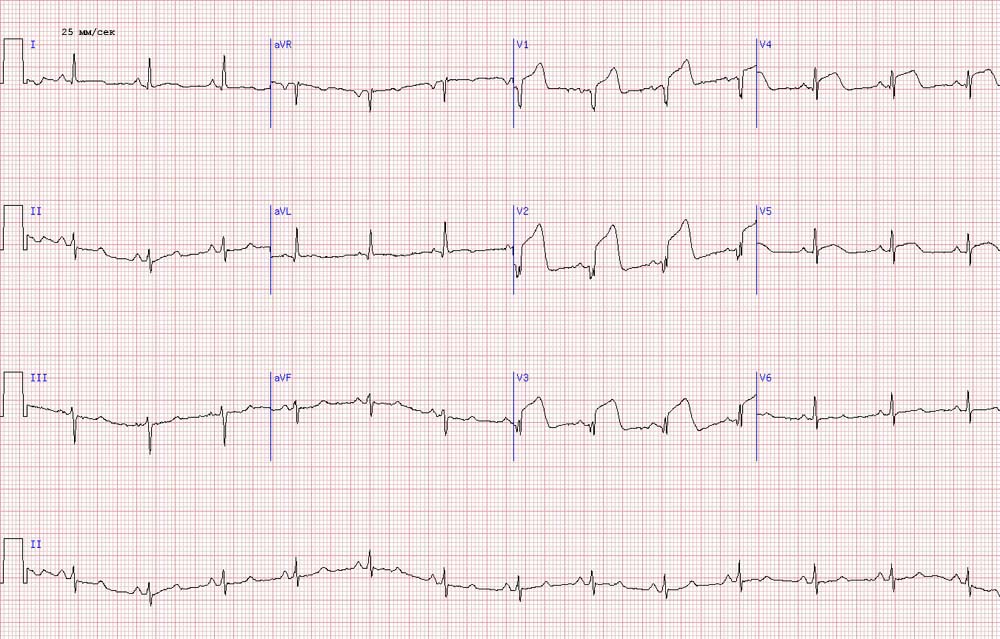 25 мм/сек
I aVR V1 V4
II aVL V2 V5
III aVF V3 V6
II